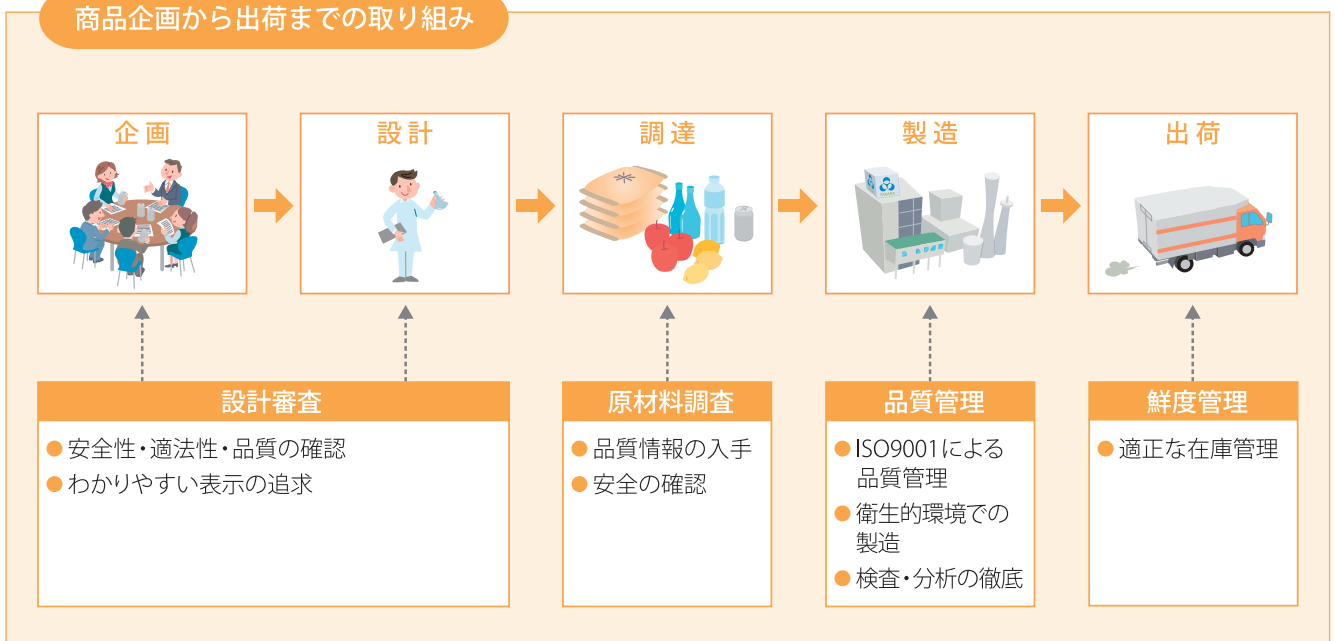 商品企画から出荷までの取り組み
企画
設計
調達
製造
出荷
設計審査
●安全性・適法性・品質の確認
●わかりやすい表示の追求
原材料調査
●品質情報の入手
●安全の確認
品質管理
●ISO9001による
品質管理
●衛生的環境での
製造
●検査・分析の徹底
鮮度管理
●適正な在庫管理